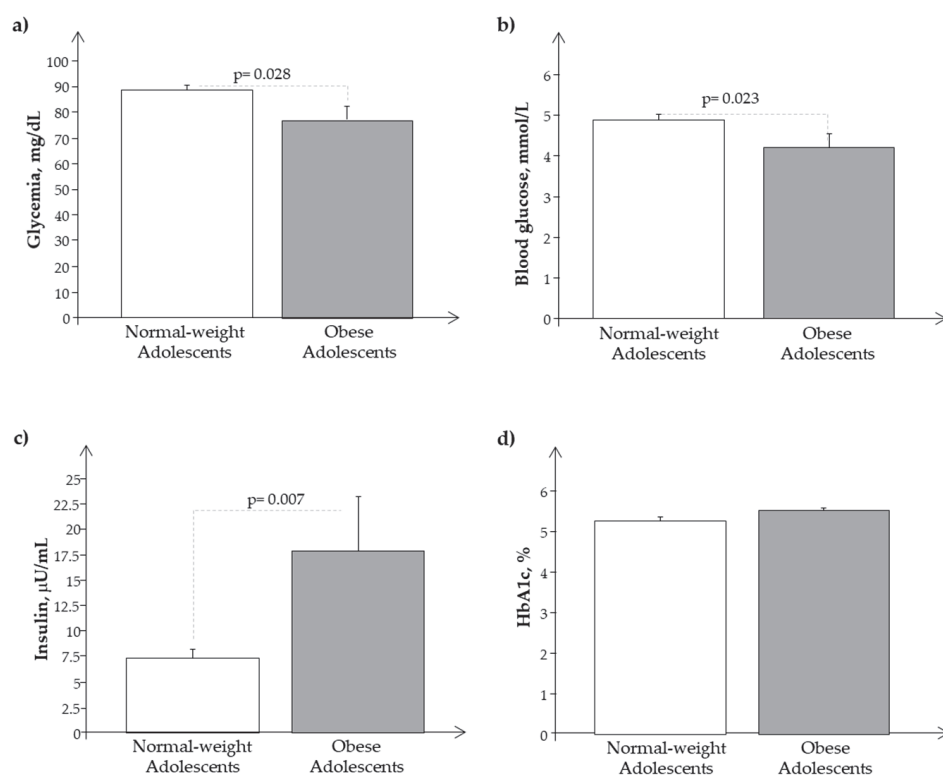 a)
Glycemia, mg/dL
100
90
80
70
60
50
40
30
20
10
0
p= 0.028
Normal-weight
Adolescents
Obese
Adolescents
b)
Blood glucose, mmol/L
6
5
4
3
2
1
0
p= 0.023
Normal-weight
Adolescents
Obese
Adolescents
c)
Insulin, µU/mL
25
22.5
20
17.5
15
12.5
10
7.5
5
2.5
0
p= 0.007
Normal-weight
Adolescents
Obese
Adolescents
d)
HbA1c, %
6
5
4
3
2
1
0
Normal-weight
Adolescents
Obese
Adolescents